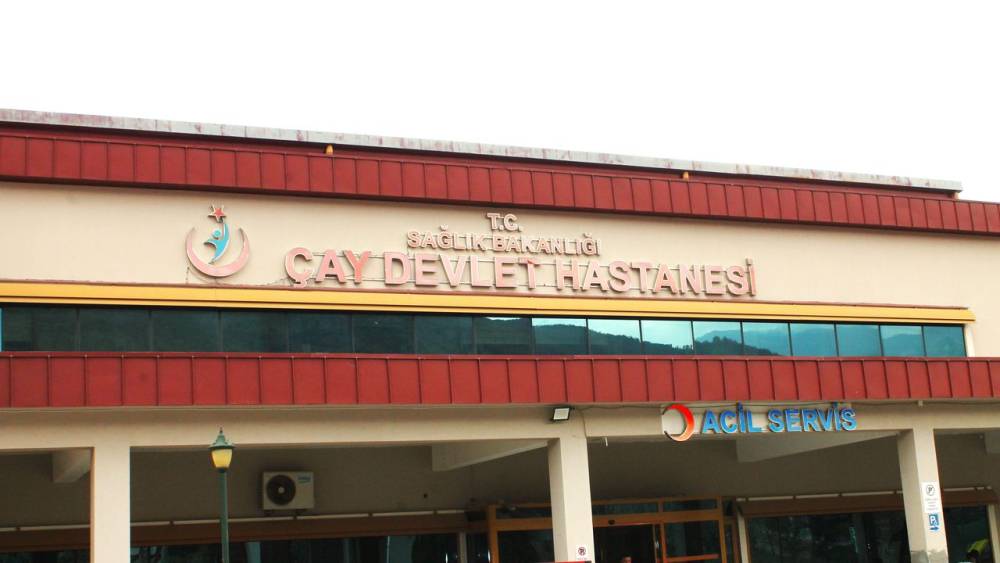 T.C.
SAĞLIK BAKANLIĞI
ÇAY DEVLET HASTANESİ
ACİL SERVİS
P